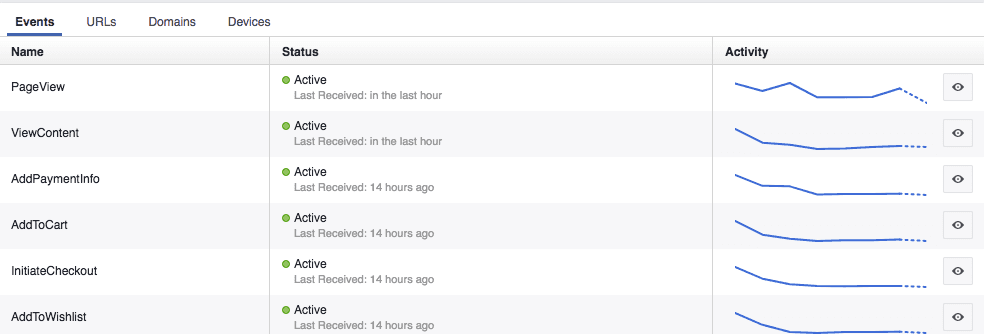 Events URLs Domains Devices
Name Status Activity
PageView Active
Last Received: in the last hour
ViewContent Active
Last Received: in the last hour
AddPaymentInfo Active
Last Received: 14 hours ago
AddToCart Active
Last Received: 14 hours ago
InitiateCheckout Active
Last Received: 14 hours ago
AddToWishlist Active
Last Received: 14 hours ago